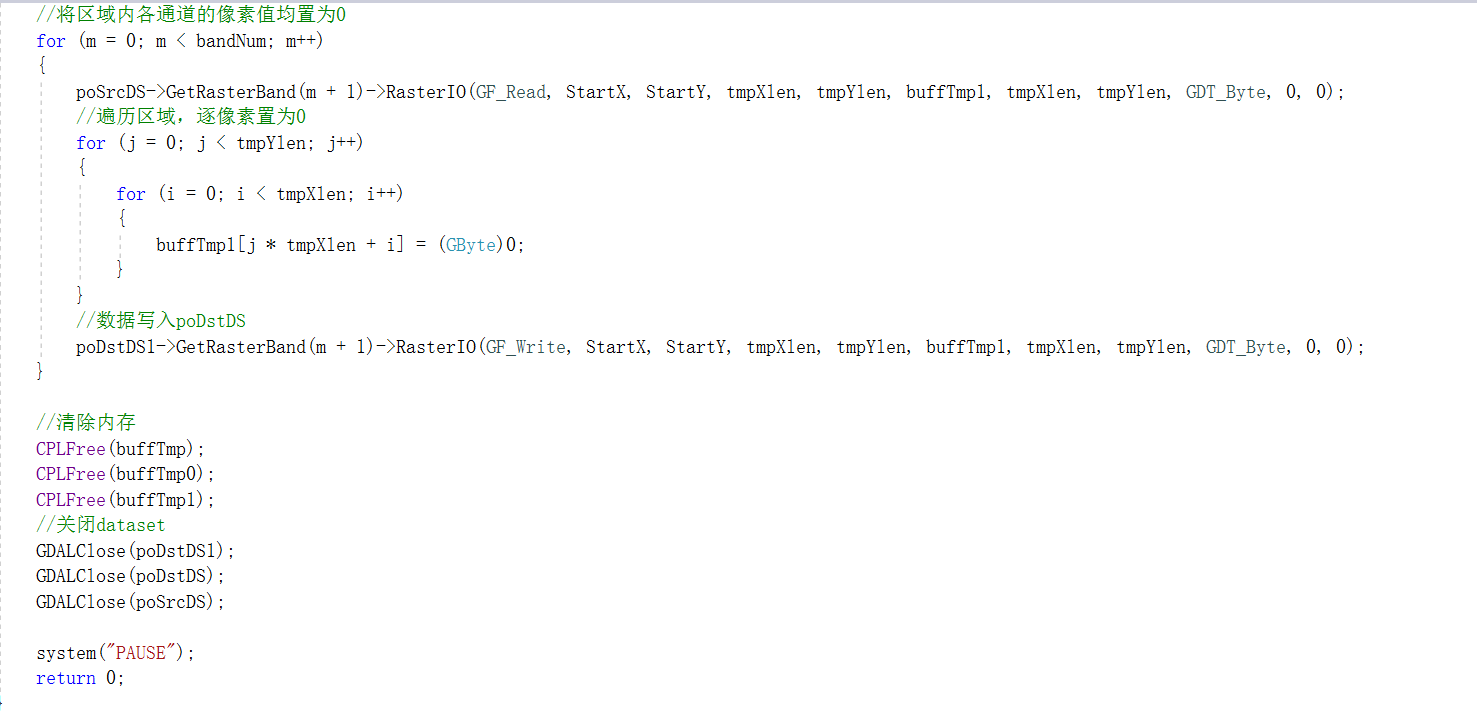 //将区域内各通道的像素值均置为0
for (m = 0; m < bandNum; m++)
{
poSrcDS->GetRasterBand(m + 1)->RasterIO(GF_Read, StartX, StartY, tmpXlen, tmpYlen, buffTmp1, tmpXlen, tmpYlen, GDT_Byte, 0, 0);
//遍历区域，逐像素置为0
for (j = 0; j < tmpYlen; j++)
{
for (i = 0; i < tmpXlen; i++)
{
buffTmp1[j * tmpXlen + i] = (GByte)0;
}
}
//数据写入poDstDS
poDstDS1->GetRasterBand(m + 1)->RasterIO(GF_Write, StartX, StartY, tmpXlen, tmpYlen, buffTmp1, tmpXlen, tmpYlen, GDT_Byte, 0, 0);
}
//清除内存
CPLFree(buffTmp);
CPLFree(buffTmp0);
CPLFree(buffTmp1);
//关闭dataset
GDALClose(poDstDS1);
GDALClose(poDstDS);
GDALClose(poSrcDS);
system("PAUSE");
return 0;